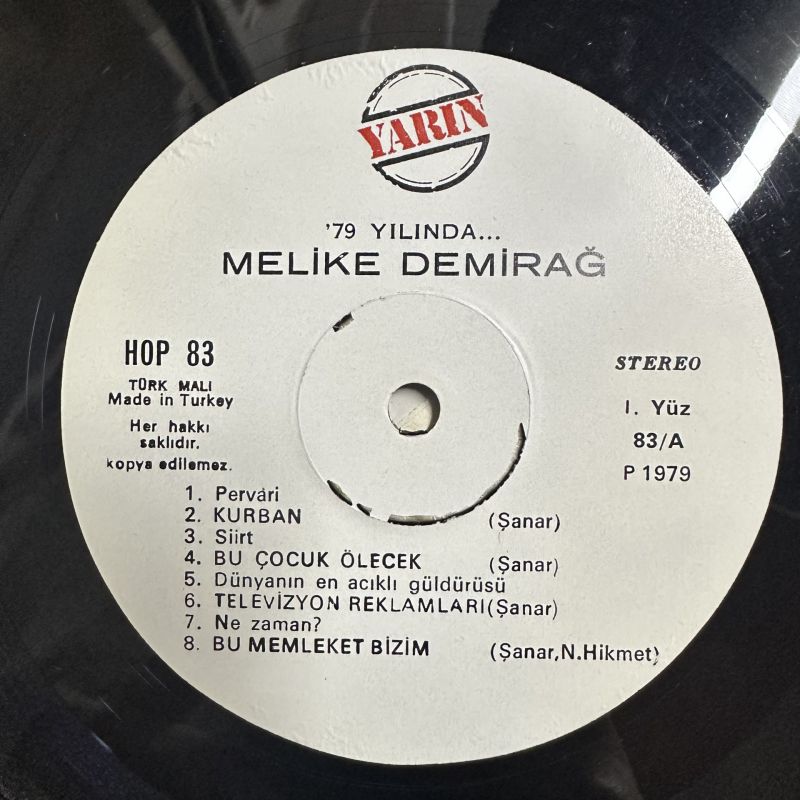 YARIN
'79 YILINDA...
MELİKE DEMİRAĞ
HOP 83
TÜRK MALI
Made in Turkey
Her hakkı
saklıdır.
kopya edilemez.
STEREO
I. Yüz
83/A
P 1979
1. Pervâri
2. KURBAN (Şanar)
3. Siirt
4. BU ÇOCUK ÖLECEK (Şanar)
5. Dünyanın en acıklı güldürüsü
6. TELEVİZYON REKLAMLARI (Şanar)
7. Ne zaman?
8. BU MEMLEKET BİZİM (Şanar,N.Hikmet)